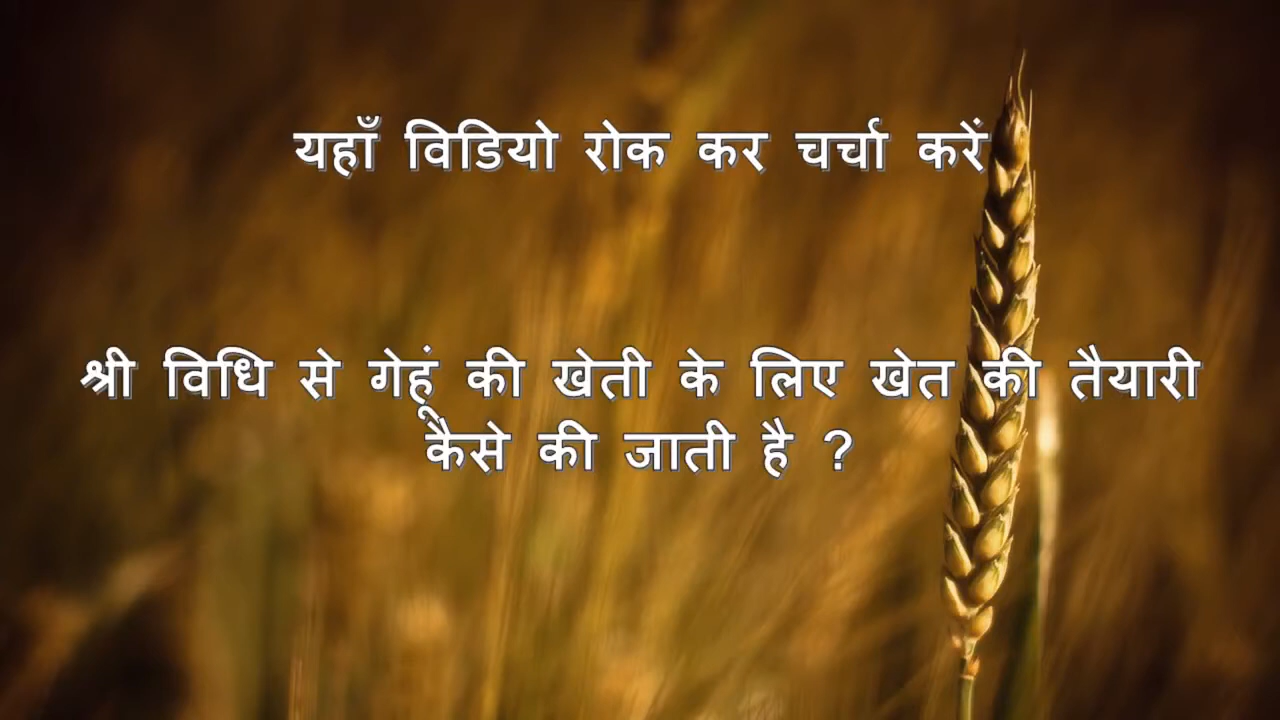 यहाँ विडियो रोक कर चर्चा करें
श्री विधि से गेहूं की खेती के लिए खेत की तैयारी
कैसे की जाती है ?